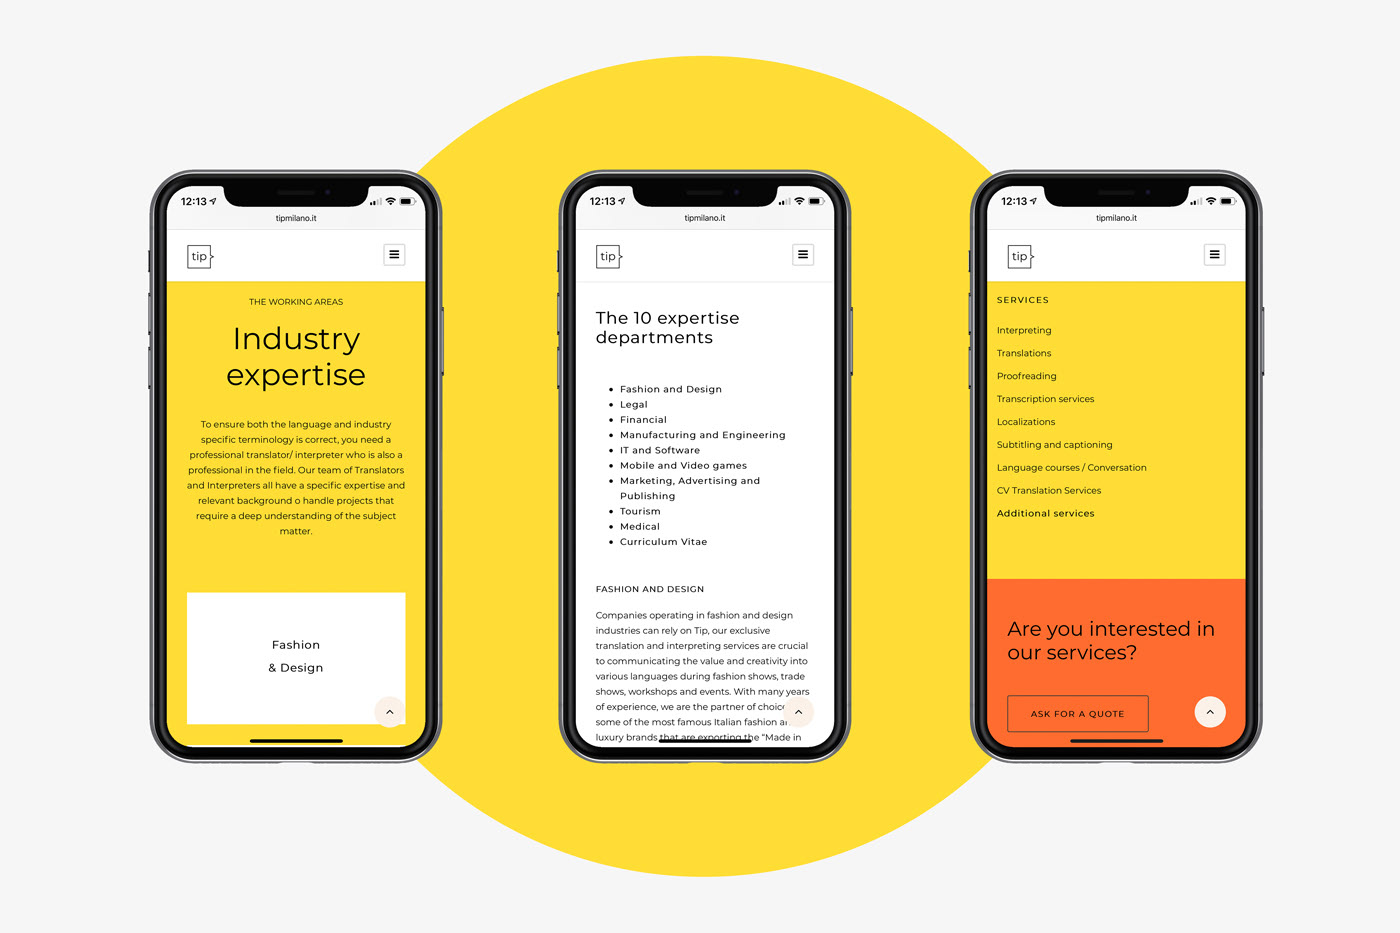 12:13
tipmilano.it
tip
THE WORKING AREAS
Industry
expertise
To ensure both the language and industry
specific terminology is correct, you need a
professional translator/ interpreter who is also a
professional in the field. Our team of Translators
and Interpreters all have a specific expertise and
relevant background o handle projects that
require a deep understanding of the subject
matter.
Fashion
& Design
12:13
tipmilano.it
tip
The 10 expertise
departments
• Fashion and Design
• Legal
• Financial
• Manufacturing and Engineering
• IT and Software
• Mobile and Video games
• Marketing, Advertising and
Publishing
• Tourism
• Medical
• Curriculum Vitae
FASHION AND DESIGN
Companies operating in fashion and design
industries can rely on Tip, our exclusive
translation and interpreting services are crucial
to communicating the value and creativity into
various languages during fashion shows, trade
shows, workshops and events. With many years
of experience, we are the partner of choice
some of the most famous Italian fashion
luxury brands that are exporting the “Made in
12:13
tipmilano.it
tip
SERVICES
Interpreting
Translations
Proofreading
Transcription services
Localizations
Subtitling and captioning
Language courses / Conversation
CV Translation Services
Additional services
Are you interested in
our services?
ASK FOR A QUOTE